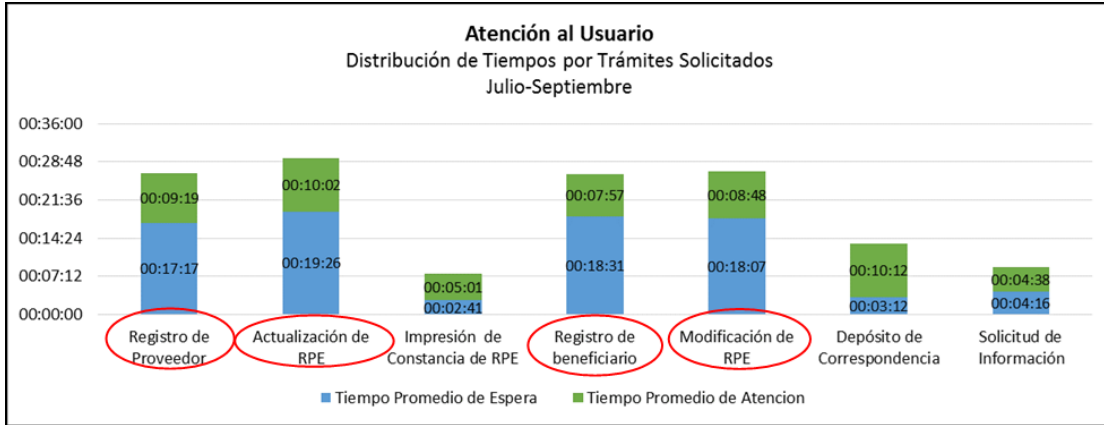 Atención al Usuario
Distribución de Tiempos por Trámites Solicitados
Julio-Septiembre
00:36:00
00:28:48
00:21:36
00:14:24
00:07:12
00:00:00
00:09:19
00:10:02
00:05:01
00:07:57
00:08:48
00:10:12
00:04:38
00:17:17
00:19:26
00:02:41
00:18:31
00:18:07
00:03:12
00:04:16
Registro de
Proveedor
Actualización de
RPE
Impresión de
Constancia de RPE
Registro de
beneficiario
Modificación de
RPE
Depósito de
Correspondencia
Solicitud de
Información
Tiempo Promedio de Espera
Tiempo Promedio de Atencion